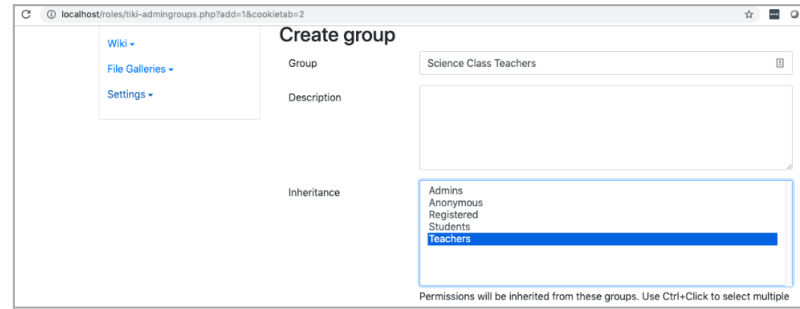 localhost/roles/tiki-admingroups.php?add=1&cookietab=2
Wiki
File Galleries
Settings
Create group
Group
Science Class Teachers
Description
Inheritance
Admins
Anonymous
Registered
Students
Teachers
Permissions will be inherited from these groups. Use Ctrl+Click to select multiple